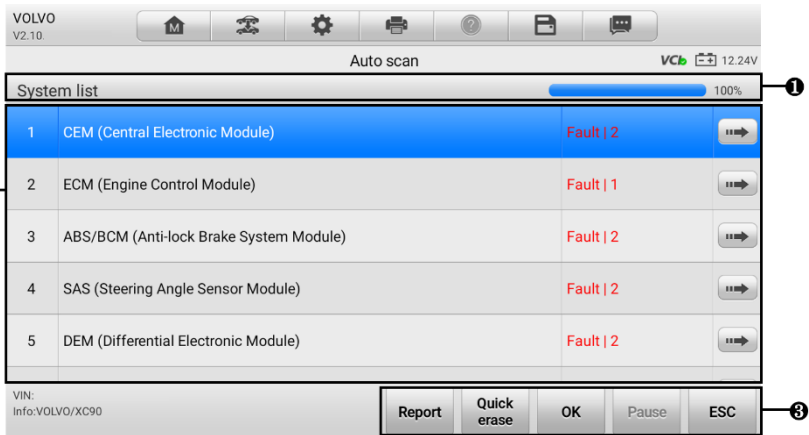 VOLVO
V2.10.
Auto scan
VCI 12.24V
System list 100%
❶
1 CEM (Central Electronic Module) Fault | 2
2 ECM (Engine Control Module) Fault | 1
3 ABS/BCM (Anti-lock Brake System Module) Fault | 2
4 SAS (Steering Angle Sensor Module) Fault | 2
5 DEM (Differential Electronic Module) Fault | 2
VIN:
Info:VOLVO/XC90
Report
Quick
erase
OK
Pause
ESC
❸